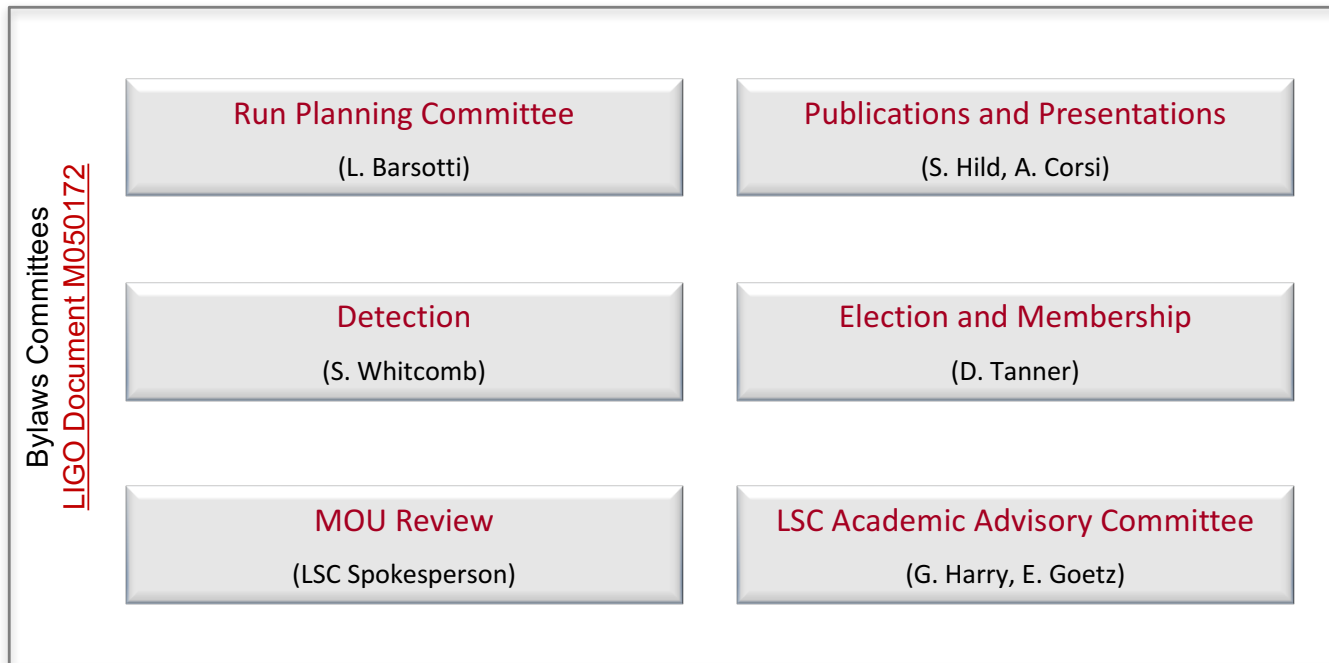 Bylaws Committees
LIGO Document M050172
Run Planning Committee
(L. Barsotti)
Publications and Presentations
(S. Hild, A. Corsi)
Detection
(S. Whitcomb)
Election and Membership
(D. Tanner)
MOU Review
(LSC Spokesperson)
LSC Academic Advisory Committee
(G. Harry, E. Goetz)